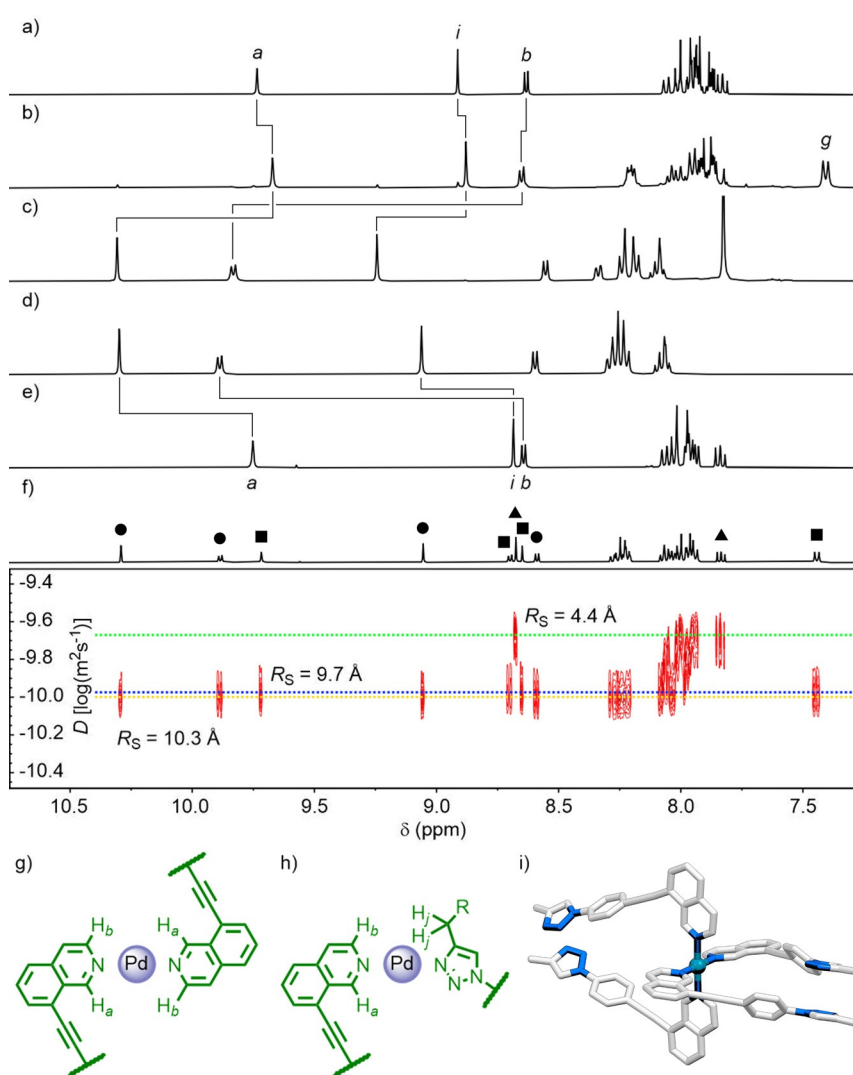 a)
a
i
b
b)
g
c)
d)
e)
a
i b
f)
-9.4
-9.6
-9.8
-10.0
-10.2
-10.4
D [log(m²s⁻¹)]
R_S = 4.4 Å
R_S = 9.7 Å
R_S = 10.3 Å
10.5 10.0 9.5 9.0 8.5 8.0 7.5
δ (ppm)
g)
H_b
H_a
N
Pd
N
H_a
H_b
h)
H_b
H_j
R
H_j
N
Pd
N
N
N
H_a
i)